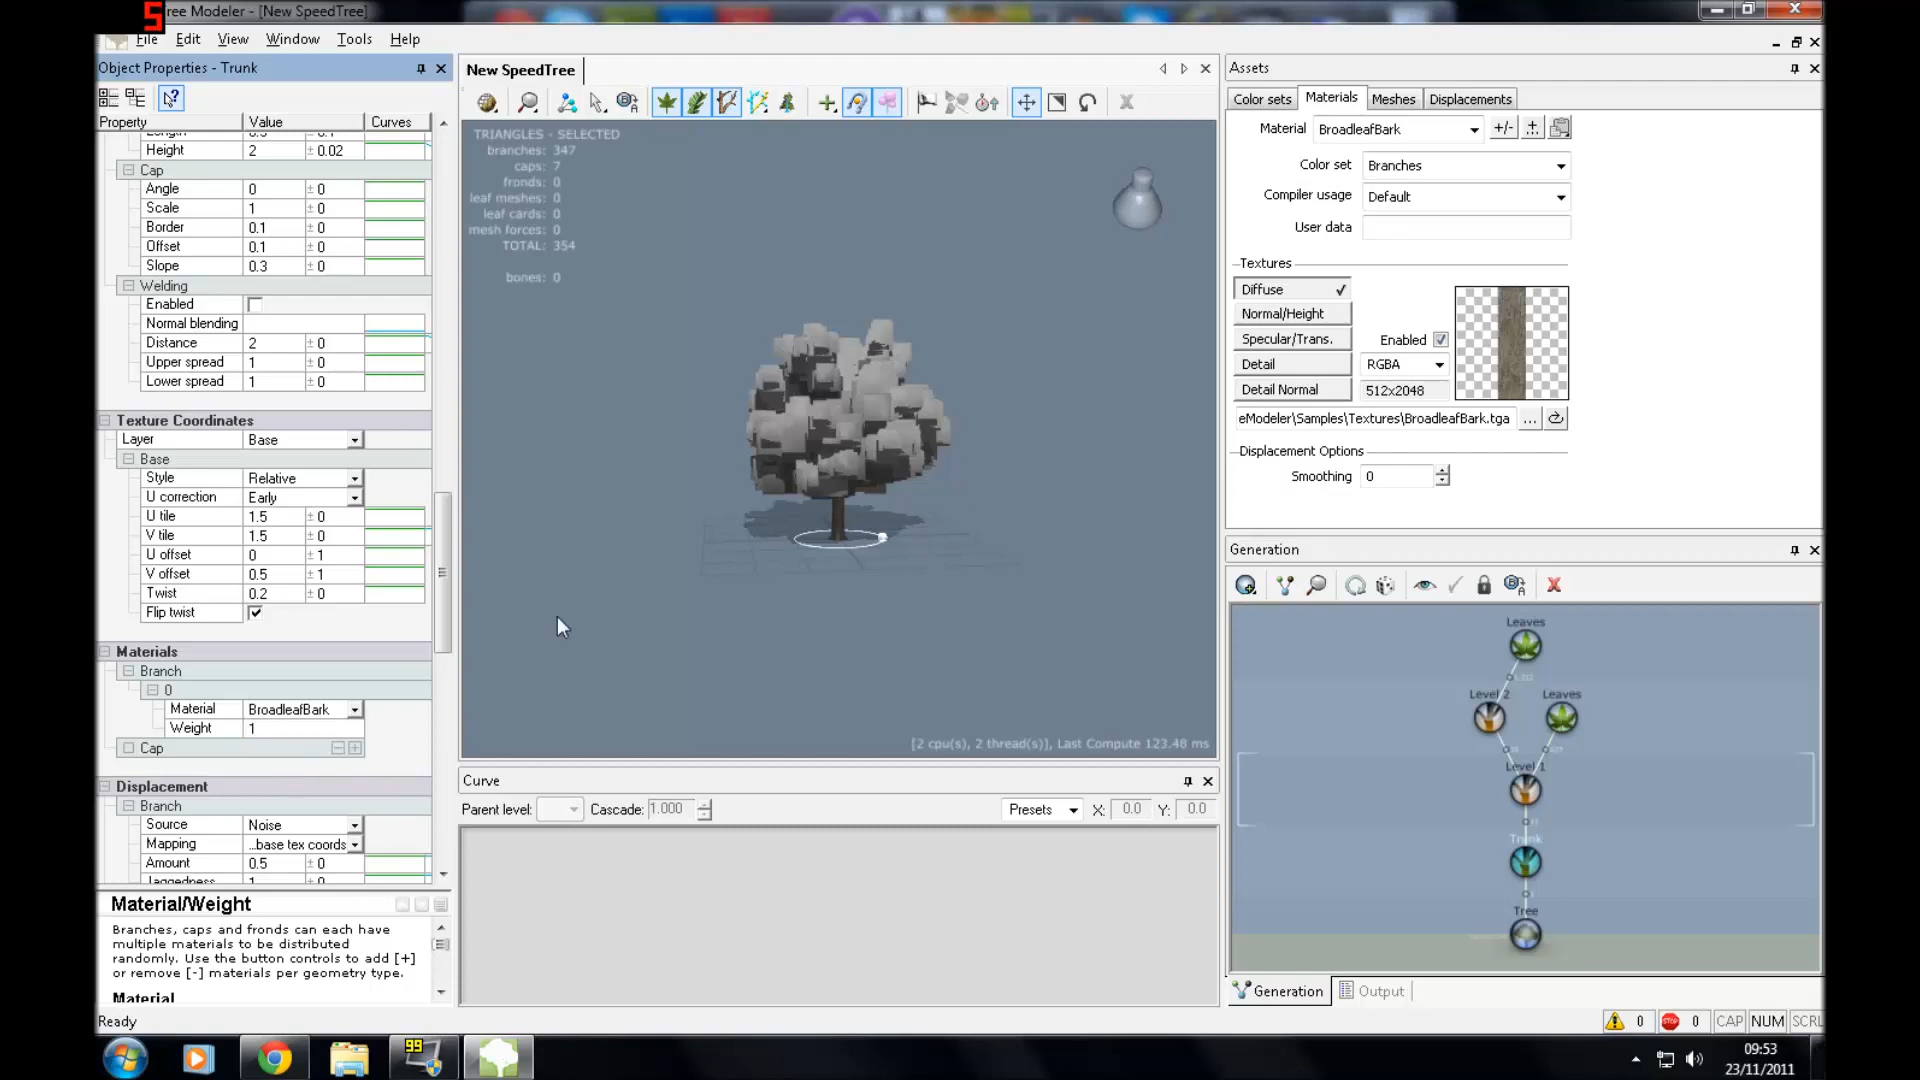 Tree Modeler - [New SpeedTree]
File Edit View Window Tools Help
Object Properties - Trunk
Property Value Curves
Height 2 ± 0.02
Cap
Angle 0 ± 0
Scale 1 ± 0
Border 0.1 ± 0
Offset 0.1 ± 0
Slope 0.3 ± 0
Welding
Enabled
Normal blending
Distance 2 ± 0
Upper spread 1 ± 0
Lower spread 1 ± 0
Texture Coordinates
Layer Base
Base
Style Relative
U correction Early
U tile 1.5 ± 0
V tile 1.5 ± 0
U offset 0 ± 1
V offset 0.5 ± 1
Twist 0.2 ± 0
Flip twist
Materials
Branch
0
Material BroadleafBark
Weight 1
Cap
Displacement
Branch
Source Noise
Mapping ...base tex coords
Amount 0.5 ± 0
Jaggedness 1 ± 0
Material/Weight
Branches, caps and fronds can each have
multiple materials to be distributed
randomly. Use the button controls to add [+]
or remove [-] materials per geometry type.
Material
Ready
New SpeedTree
TRIANGLES - SELECTED
branches: 347
caps: 7
fronds: 0
leaf meshes: 0
leaf cards: 0
mesh forces: 0
TOTAL: 354
bones: 0
[2 cpu(s), 2 thread(s)], Last Compute 123.48 ms
Curve
Parent level: Cascade: 1.000 Presets X: 0.0 Y: 0.0
Assets
Color sets Materials Meshes Displacements
Material BroadleafBark +/-
Color set Branches
Compiler usage Default
User data
Textures
Diffuse
Normal/Height
Specular/Trans. Enabled
Detail RGBA
Detail Normal 512x2048
eModeler\Samples\Textures\BroadleafBark.tga ...
Displacement Options
Smoothing 0
Generation
Leaves
Level 2 Leaves
Level 1
Trunk
Tree
Generation Output
0 STOP 0 CAP NUM SCRL
99
09:53
23/11/2011